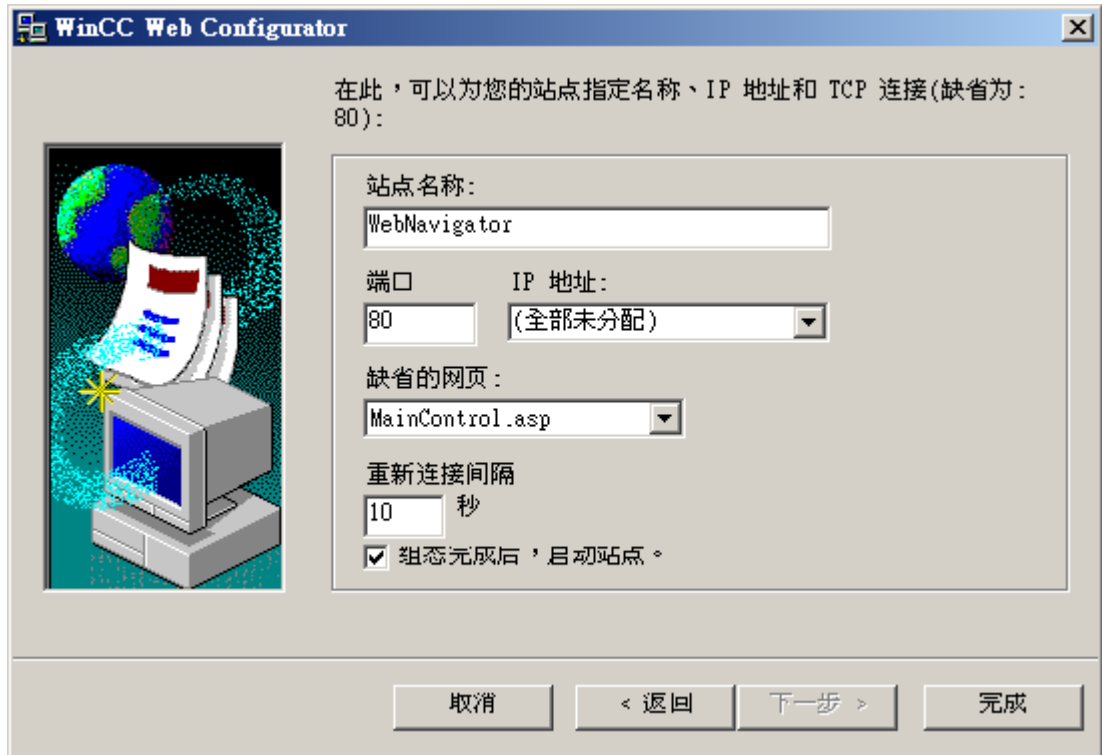 WinCC Web Configurator
在此，可以为您的站点指定名称、IP 地址和 TCP 连接(缺省为:
80):
站点名称:
WebNavigator
端口 IP 地址:
80 (全部未分配)
缺省的网页:
MainControl.asp
重新连接间隔
10 秒
组态完成后，启动站点。
取消 < 返回 下一步 > 完成